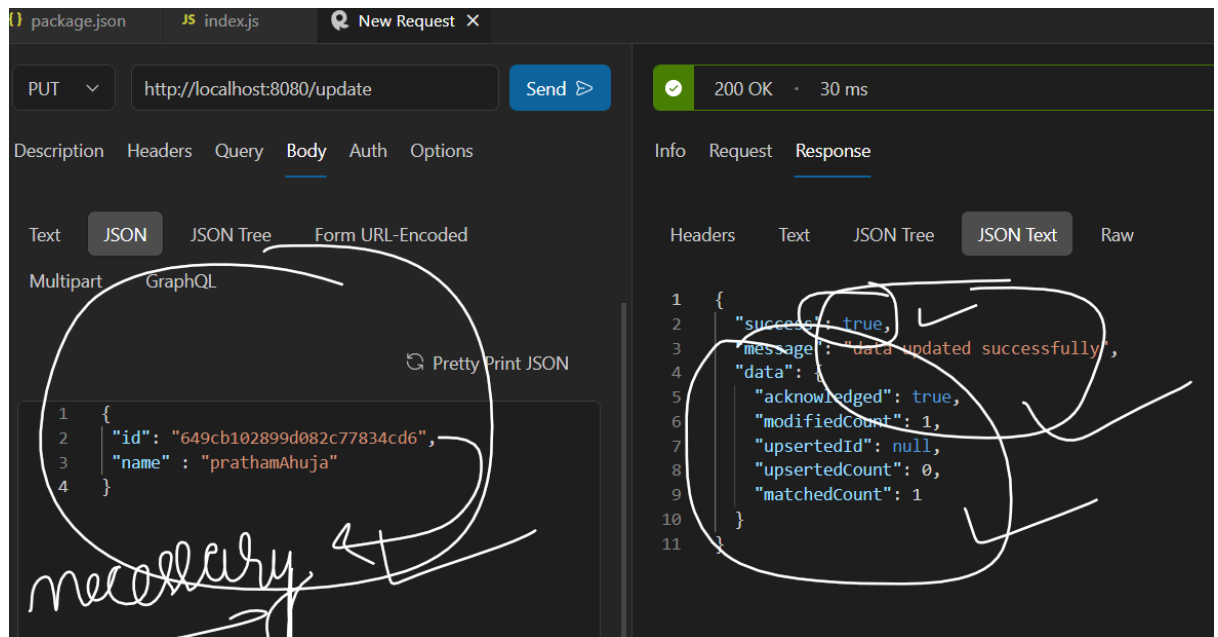 {} package.json JS index.js New Request ×
PUT http://localhost:8080/update Send
Description Headers Query Body Auth Options
Text JSON JSON Tree Form URL-Encoded
Multipart GraphQL
Pretty Print JSON
1 {
2 "id": "649cb102899d082c77834cd6",
3 "name" : "prathamAhuja"
4 }
necessary
200 OK · 30 ms
Info Request Response
Headers Text JSON Tree JSON Text Raw
1 {
2 "success": true,
3 "message": "data updated successfully",
4 "data": {
5 "acknowledged": true,
6 "modifiedCount": 1,
7 "upsertedId": null,
8 "upsertedCount": 0,
9 "matchedCount": 1
10 }
11 }